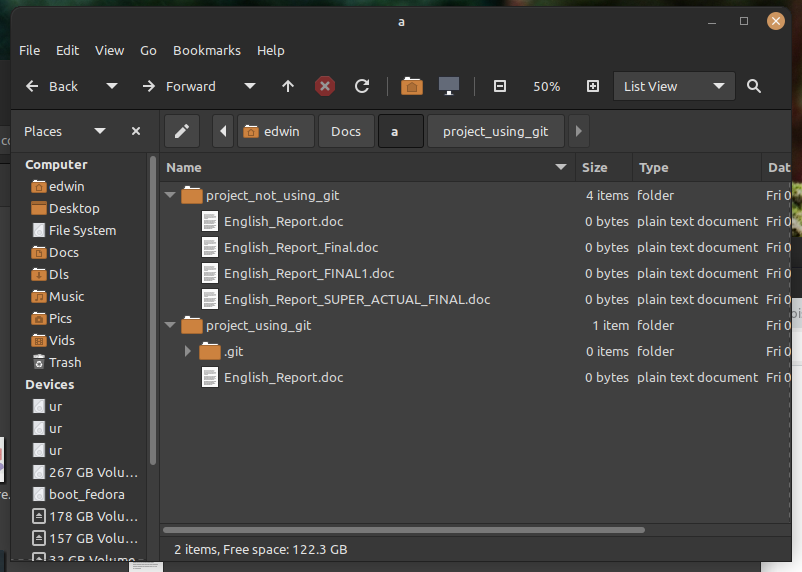 a
File Edit View Go Bookmarks Help
Back Forward 50% List View
Places edwin Docs a project_using_git
Name Size Type Dat
Computer
project_not_using_git 4 items folder Fri 0
edwin
English_Report.doc 0 bytes plain text document Fri 0
Desktop
English_Report_Final.doc 0 bytes plain text document Fri 0
File System
English_Report_FINAL1.doc 0 bytes plain text document Fri 0
Docs
English_Report_SUPER_ACTUAL_FINAL.doc 0 bytes plain text document Fri 0
Dls
project_using_git 1 item folder Fri 0
Music
.git 0 items folder Fri 0
Pics
English_Report.doc 0 bytes plain text document Fri 0
Vids
Trash
Devices
ur
ur
ur
267 GB Volu...
boot_fedora
178 GB Volu...
157 GB Volu...
32 GB Volume
2 items, Free space: 122.3 GB